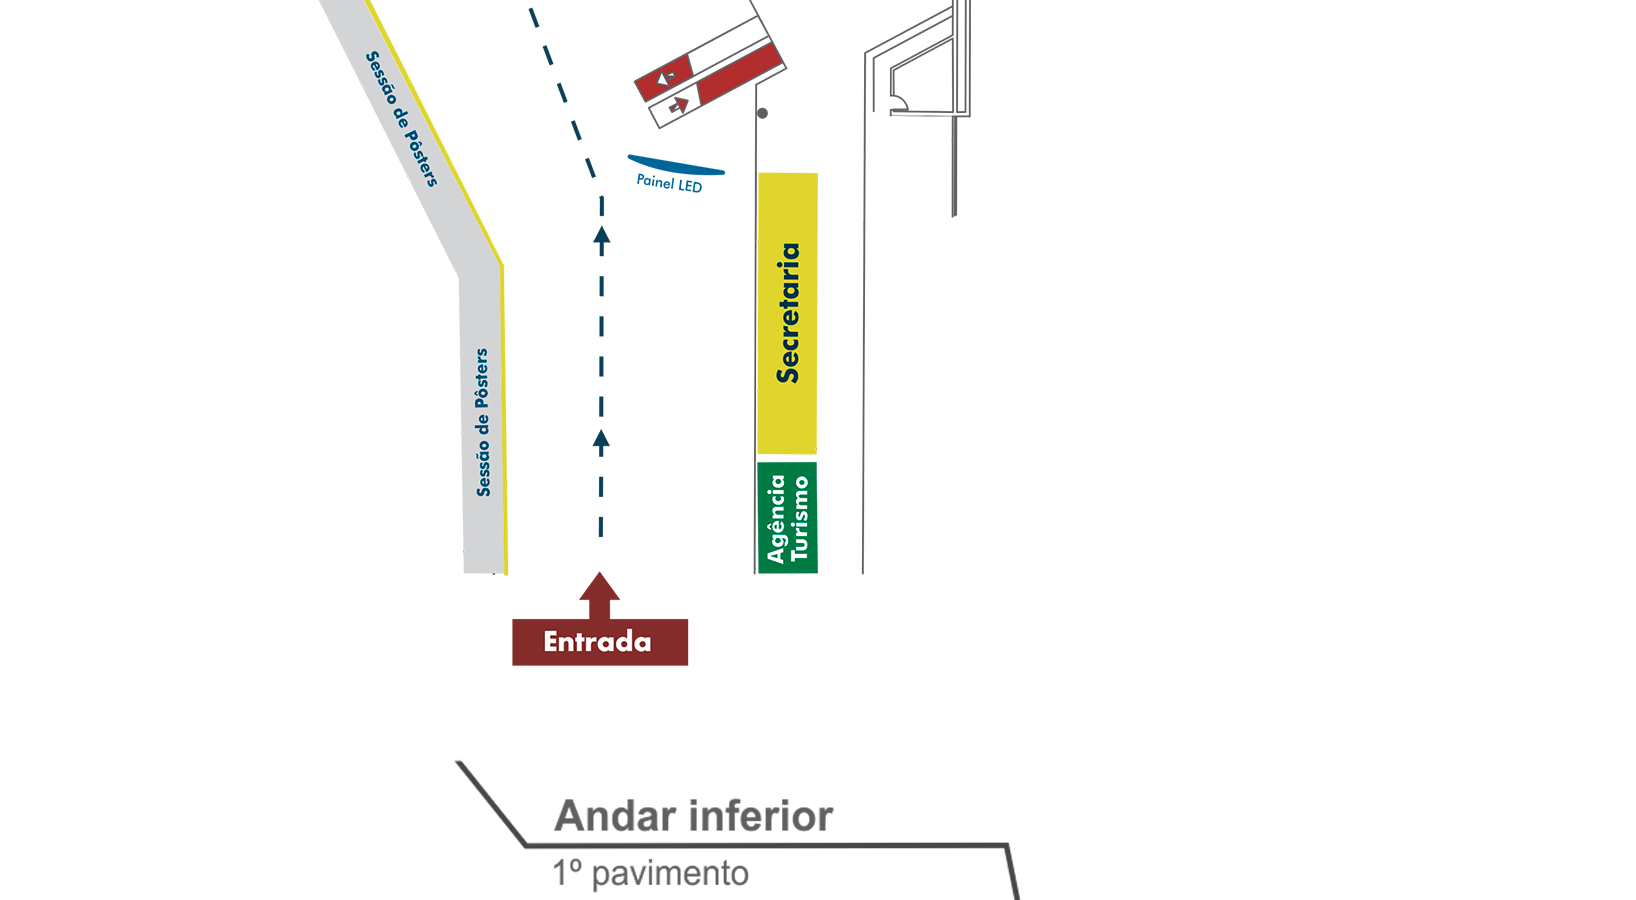 Sessão de Pôsters
Painel LED
Secretaria
Sessão de Pôsters
Agência
Turismo
Entrada
Andar inferior
1º pavimento